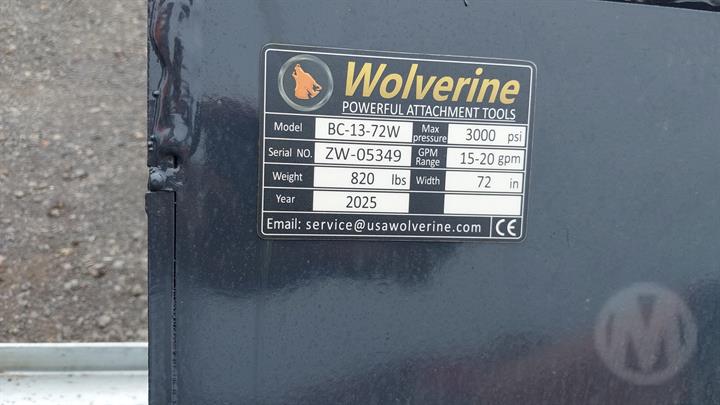 Wolverine
POWERFUL ATTACHMENT TOOLS
Model BC-13-72W Max pressure 3000 psi
Serial NO. ZW-05349 GPM Range 15-20 gpm
Weight 820 lbs Width 72 in
Year 2025
Email: service@usawolverine.com CE
M